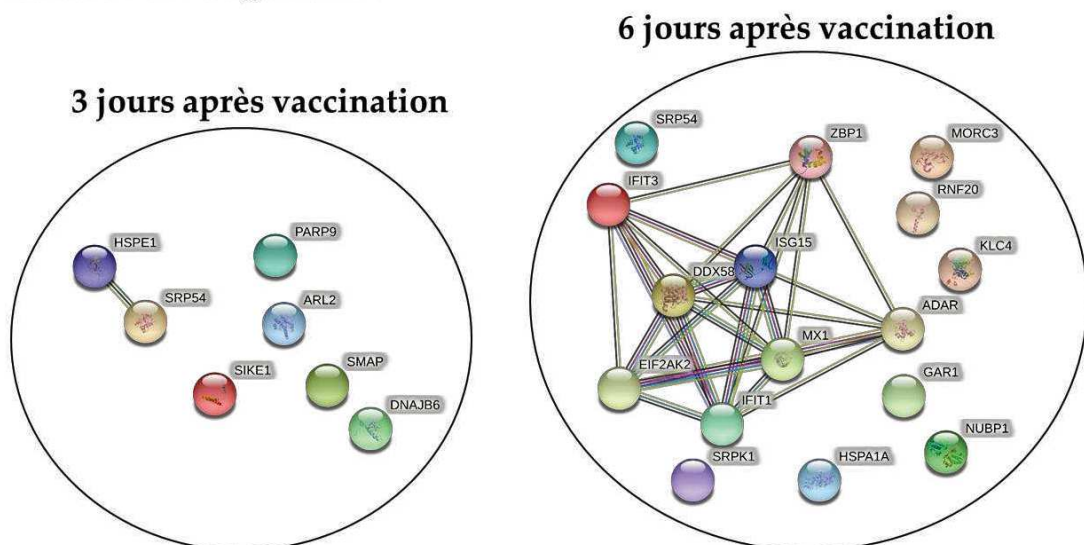 6 jours après vaccination
3 jours après vaccination
HSPE1
SRP54
PARP9
ARL2
SIKE1
SMAP
DNAJB6
SRP54
ZBP1
MORC3
IFIT3
RNF20
ISG15
KLC4
DDX58
ADAR
MX1
EIF2AK2
GAR1
IFIT1
NUBP1
SRPK1
HSPA1A